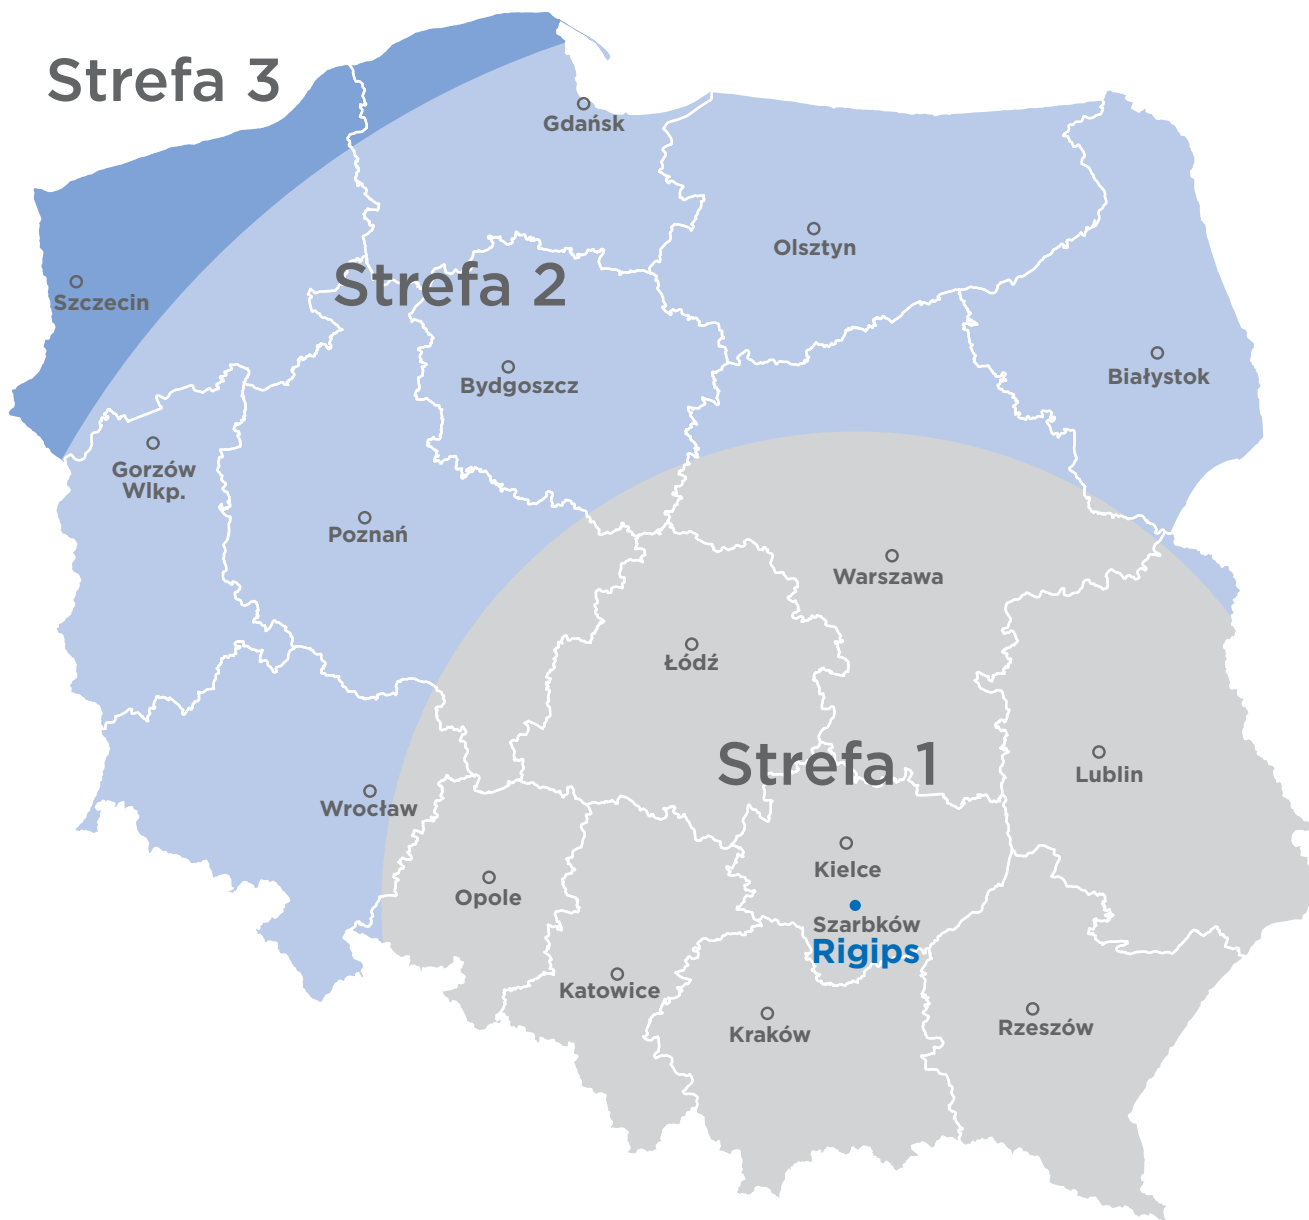 Strefa 3
Gdańsk
Olsztyn
Strefa 2
Szczecin
Białystok
Bydgoszcz
Gorzów
Wlkp.
Poznań
Warszawa
Łódź
Strefa 1
Lublin
Wrocław
Kielce
Opole
Szarbków
Rigips
Katowice
Kraków
Rzeszów